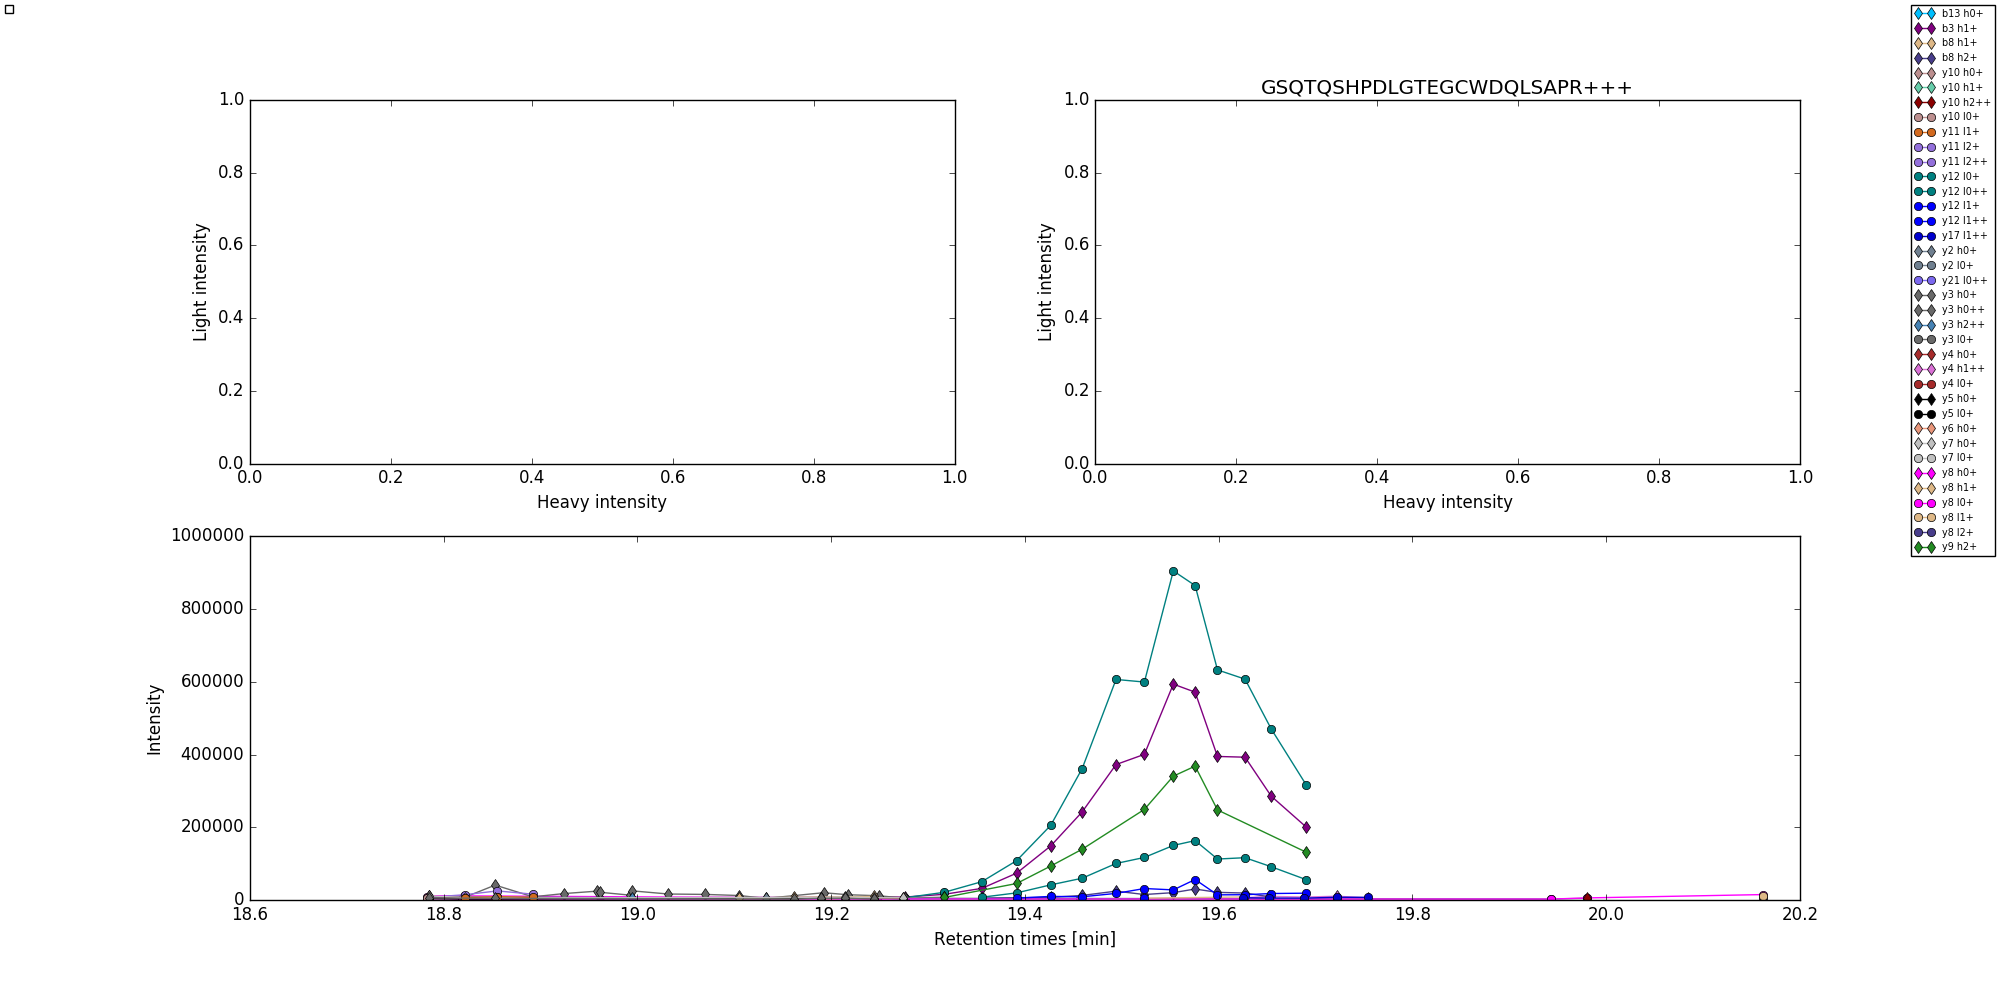 GSQTQSHPDLGTEGCWDQLSAPR+++
1.0
0.8
0.6
0.4
0.2
0.0
Light intensity
0.0 0.2 0.4 0.6 0.8 1.0
Heavy intensity
1.0
0.8
0.6
0.4
0.2
0.0
Light intensity
0.0 0.2 0.4 0.6 0.8 1.0
Heavy intensity
1000000
800000
600000
400000
200000
0
Intensity
18.6 18.8 19.0 19.2 19.4 19.6 19.8 20.0 20.2
Retention times [min]
b13 h0+
b3 h1+
b8 h1+
b8 h2+
y10 h0+
y10 h1+
y10 h2++
y10 l0+
y11 l1+
y11 l2+
y11 l2++
y12 l0+
y12 l0++
y12 l1+
y12 l1++
y17 l1++
y2 h0+
y2 l0+
y21 l0++
y3 h0+
y3 h0++
y3 h2++
y3 l0+
y4 h0+
y4 h1++
y4 l0+
y5 h0+
y5 l0+
y6 h0+
y7 h0+
y7 l0+
y8 h0+
y8 h1+
y8 l0+
y8 l1+
y8 l2+
y9 h2+